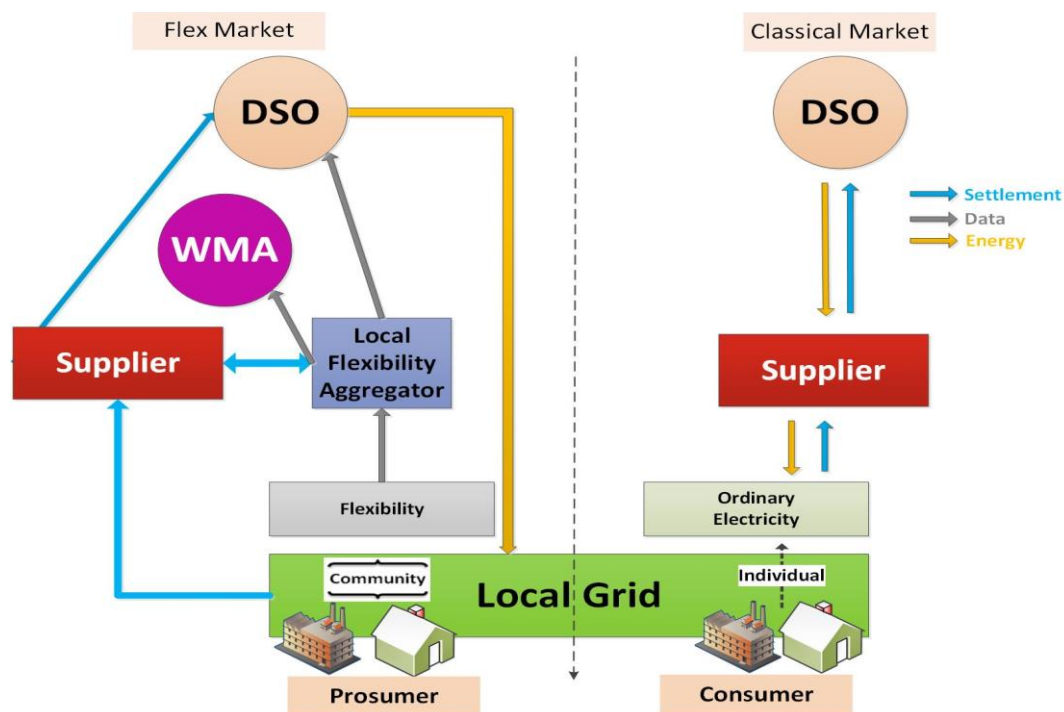 Flex Market
Classical Market
DSO
DSO
WMA
Settlement
Data
Energy
Supplier
Local
Flexibility
Aggregator
Supplier
Flexibility
Ordinary
Electricity
Community
Local Grid
Individual
Prosumer
Consumer